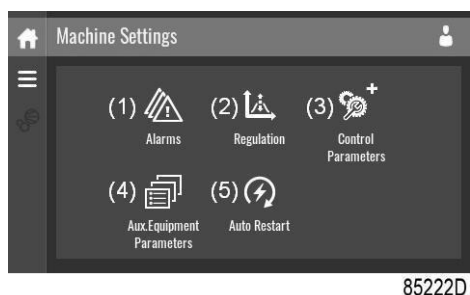 Machine Settings
(1) (2) (3)
Alarms Regulation Control
Parameters
(4) (5)
Aux.Equipment Auto Restart
Parameters
85222D